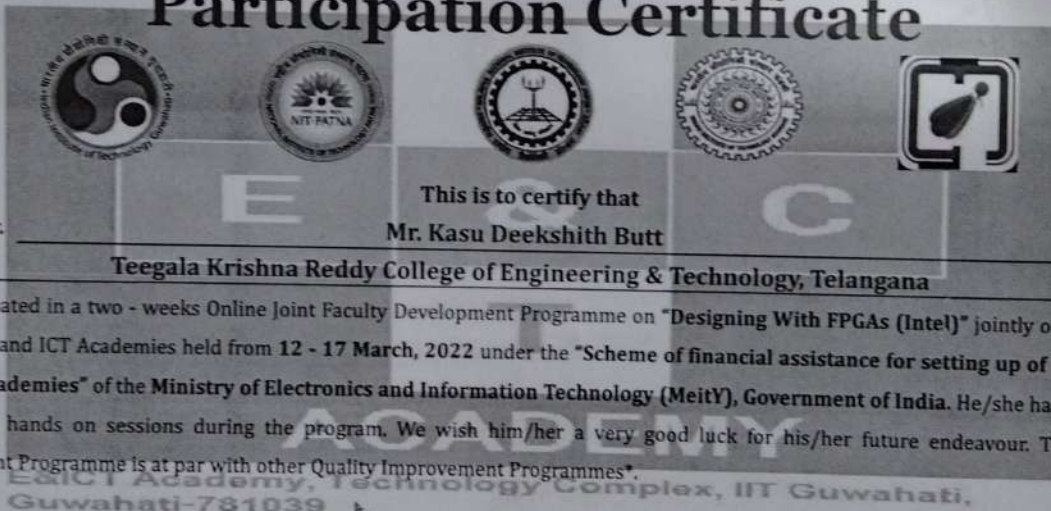 Participation Certificate
NIT PATNA
E & C
This is to certify that
Mr. Kasu Deekshith Butt
Teegala Krishna Reddy College of Engineering & Technology, Telangana
ated in a two - weeks Online Joint Faculty Development Programme on "Designing With FPGAs (Intel)" jointly o
and ICT Academies held from 12 - 17 March, 2022 under the "Scheme of financial assistance for setting up of
ademies" of the Ministry of Electronics and Information Technology (MeitY), Government of India. He/she ha
ACADEMY
hands on sessions during the program. We wish him/her a very good luck for his/her future endeavour. T
nt Programme is at par with other Quality Improvement Programmes*.
E&ICT Academy, Technology Complex, IIT Guwahati,
Guwahati-781039